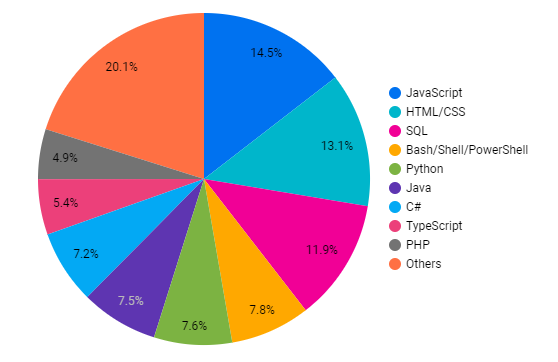 14.5%
13.1%
11.9%
7.8%
7.6%
7.5%
7.2%
5.4%
4.9%
20.1%
JavaScript
HTML/CSS
SQL
Bash/Shell/PowerShell
Python
Java
C#
TypeScript
PHP
Others